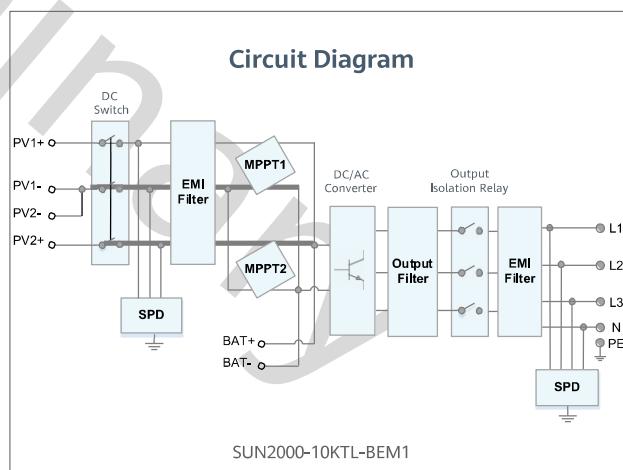 Circuit Diagram
DC
Switch
PV1+
PV1-
PV2-
PV2+
EMI
Filter
MPPT1
MPPT2
SPD
BAT+
BAT-
DC/AC
Converter
Output
Filter
Output
Isolation Relay
EMI
Filter
L1
L2
L3
N
PE
SPD
SUN2000-10KTL-BEM1